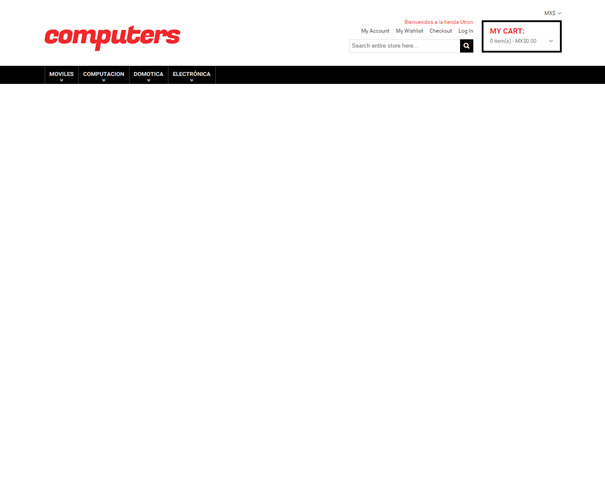 MX$
computers
Bienvenidos a la tienda Utron
My Account My Wishlist Checkout Log In
Search entire store here...
MY CART:
0 item(s) - MX$0.00
MOVILES COMPUTACION DOMOTICA ELECTRÓNICA